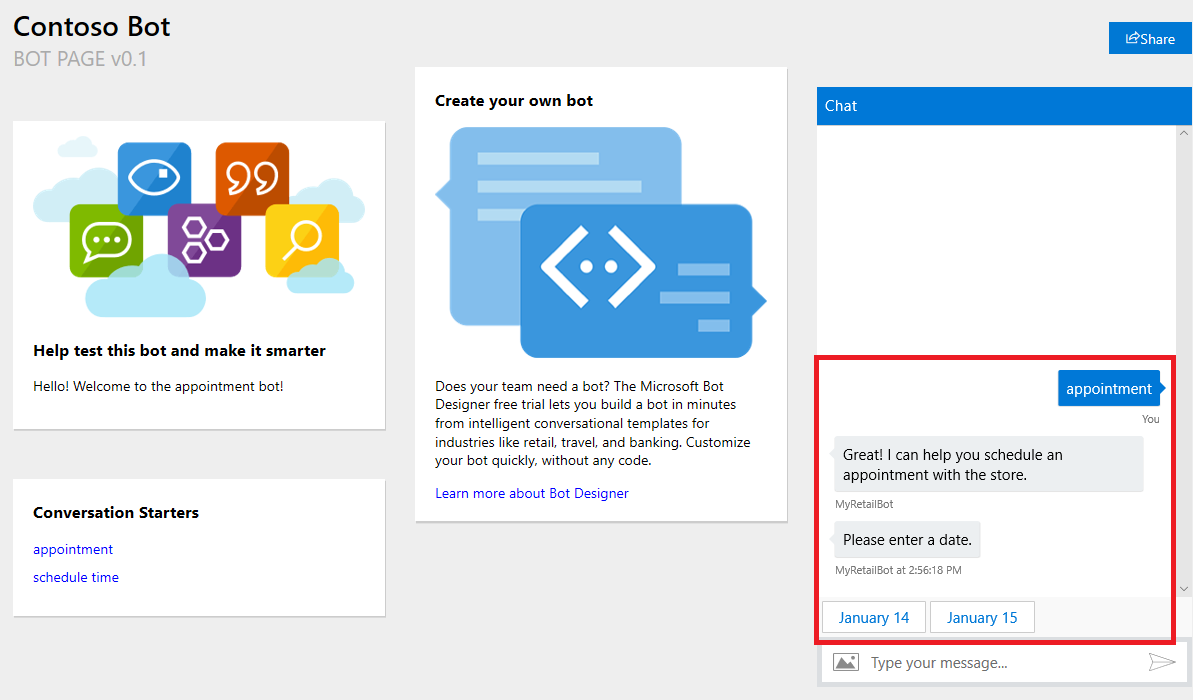 Contoso Bot
BOT PAGE v0.1
Share
Help test this bot and make it smarter
Hello! Welcome to the appointment bot!
Conversation Starters
appointment
schedule time
Create your own bot
Does your team need a bot? The Microsoft Bot
Designer free trial lets you build a bot in minutes
from intelligent conversational templates for
industries like retail, travel, and banking. Customize
your bot quickly, without any code.
Learn more about Bot Designer
Chat
appointment
You
Great! I can help you schedule an
appointment with the store.
MyRetailBot
Please enter a date.
MyRetailBot at 2:56:18 PM
January 14
January 15
Type your message...